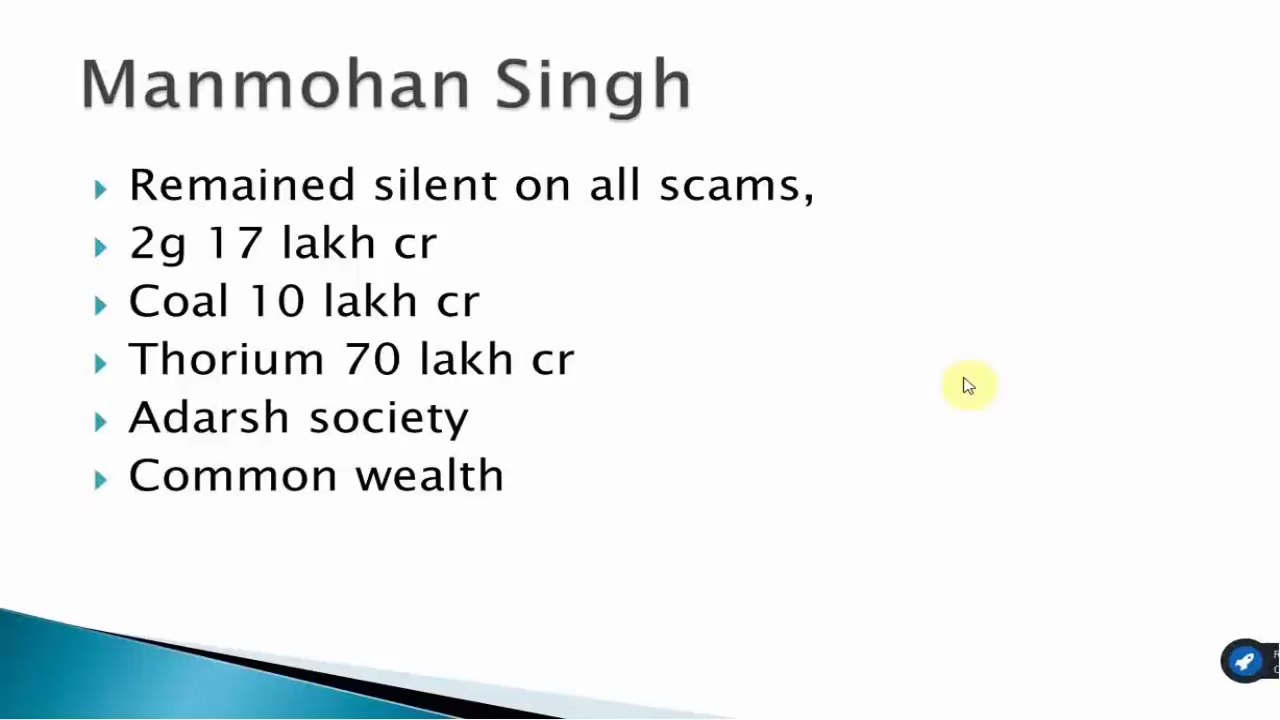 Manmohan Singh
Remained silent on all scams,
2g 17 lakh cr
Coal 10 lakh cr
Thorium 70 lakh cr
Adarsh society
Common wealth